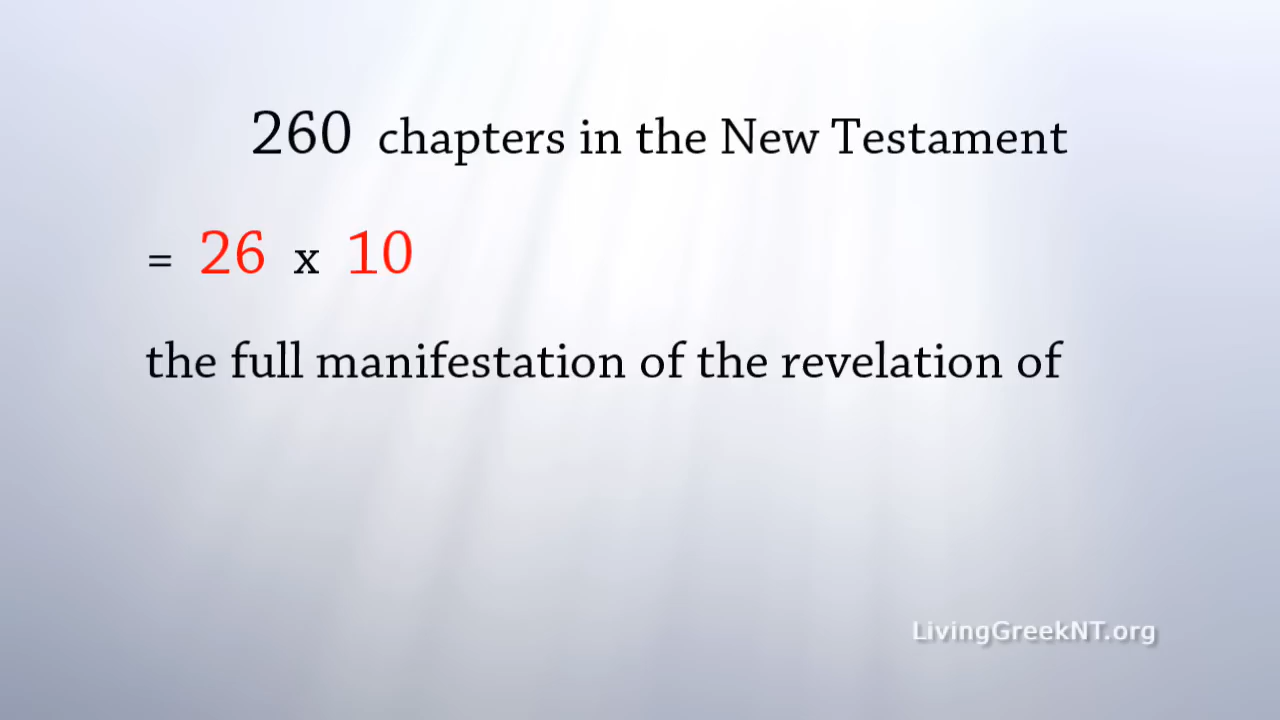 260 chapters in the New Testament
= 26 x 10
the full manifestation of the revelation of
LivingGreekNT.org